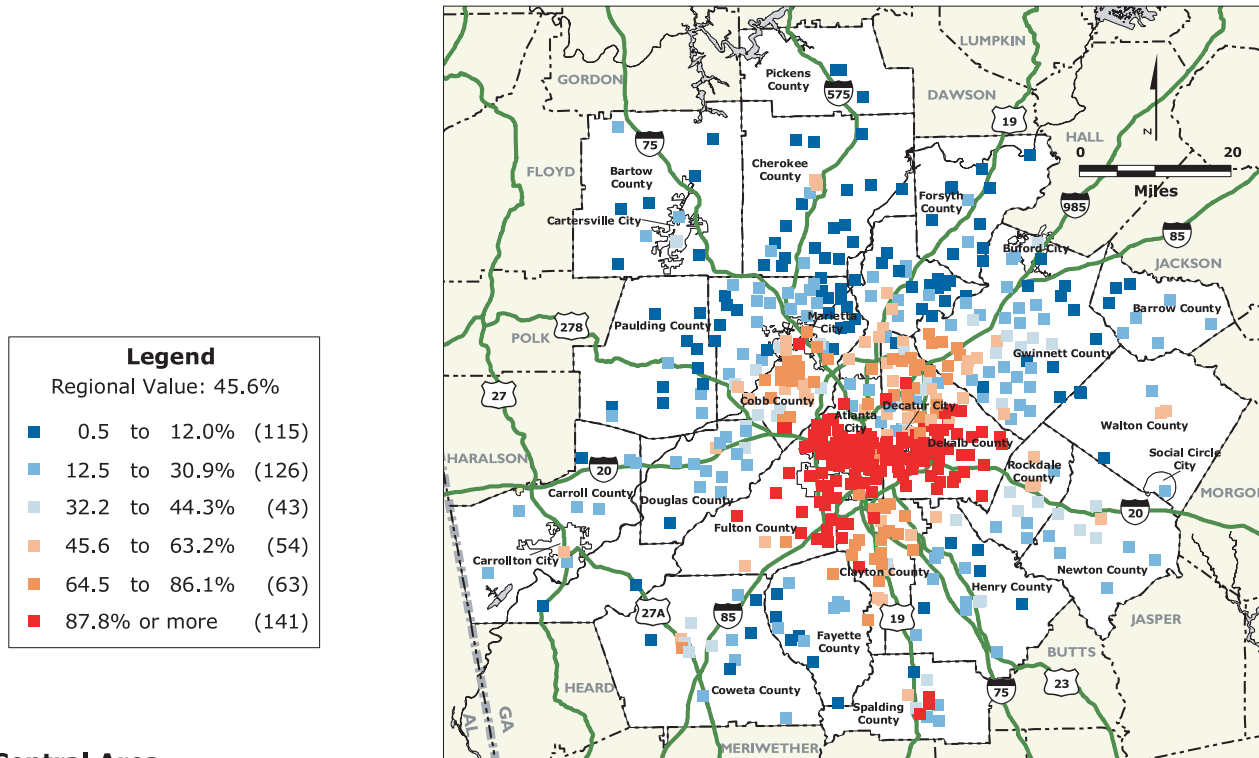 Legend
Regional Value: 45.6%
0.5 to 12.0% (115)
12.5 to 30.9% (126)
32.2 to 44.3% (43)
45.6 to 63.2% (54)
64.5 to 86.1% (63)
87.8% or more (141)
LUMPKIN
GORDON
Pickens
County
575
DAWSON
19
HALL
N
0 20
Miles
75
FLOYD
Bartow
County
Cherokee
County
Forsyth
County
985
Cartersville City
85
Buford City
JACKSON
Paulding County
Marietta
City
Barrow County
278
POLK
Gwinnett County
27
Cobb County
Decatur City
Atlanta
City
Walton County
Dekalb County
HARALSON
20
Rockdale
County
Social Circle
City
Carroll County
Douglas County
MORGO
20
Fulton County
Carrollton City
Clayton County
Newton County
Henry County
27A
85
19
JASPER
Fayette
County
BUTTS
HEARD
Coweta County
75
23
Spalding
County
GA
AL
MERIWETHER
Central Area